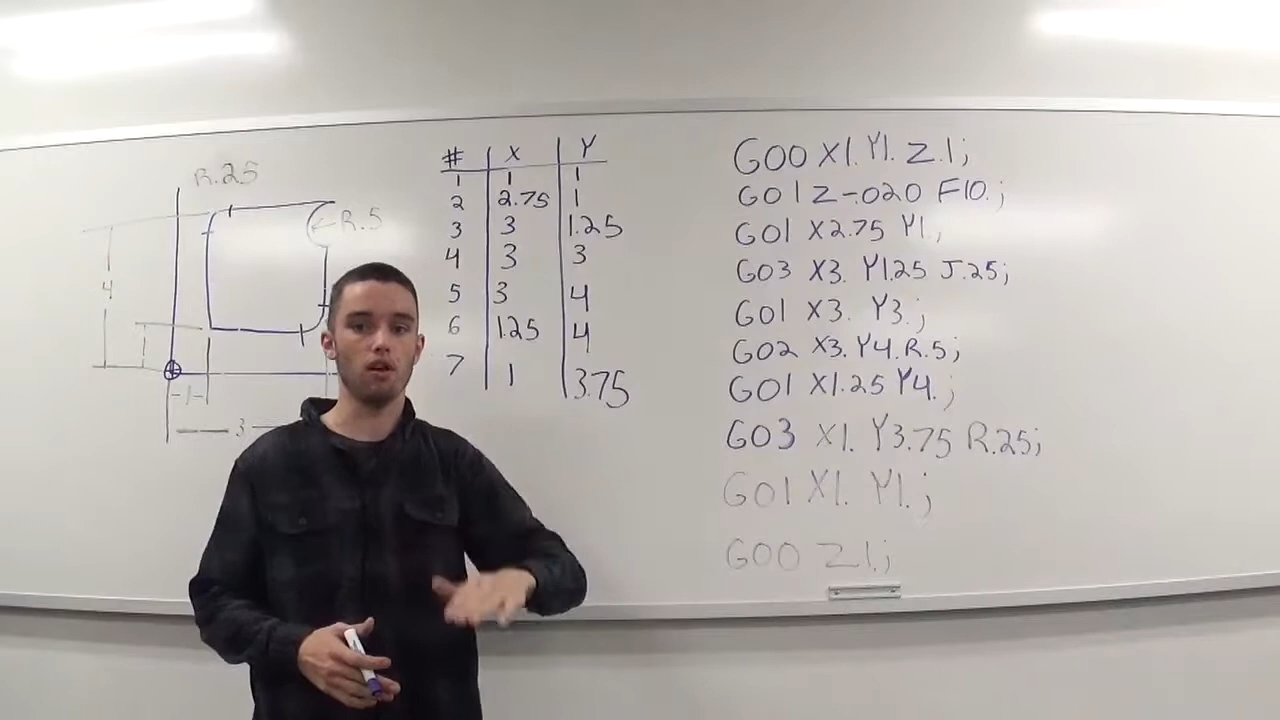 R.25
R.5
4
1
3
# X Y
1 1 1
2 2.75 1
3 3 1.25
4 3 3
5 3 4
6 1.25 4
7 1 3.75
G00 X1. Y1. Z.1;
G01 Z-.020 F10.;
G01 X2.75 Y1.;
G03 X3. Y1.25 J.25;
G01 X3. Y3.;
G02 X3. Y4. R.5;
G01 X1.25 Y4.;
G03 X1. Y3.75 R.25;
G01 X1. Y1.;
G00 Z1.;